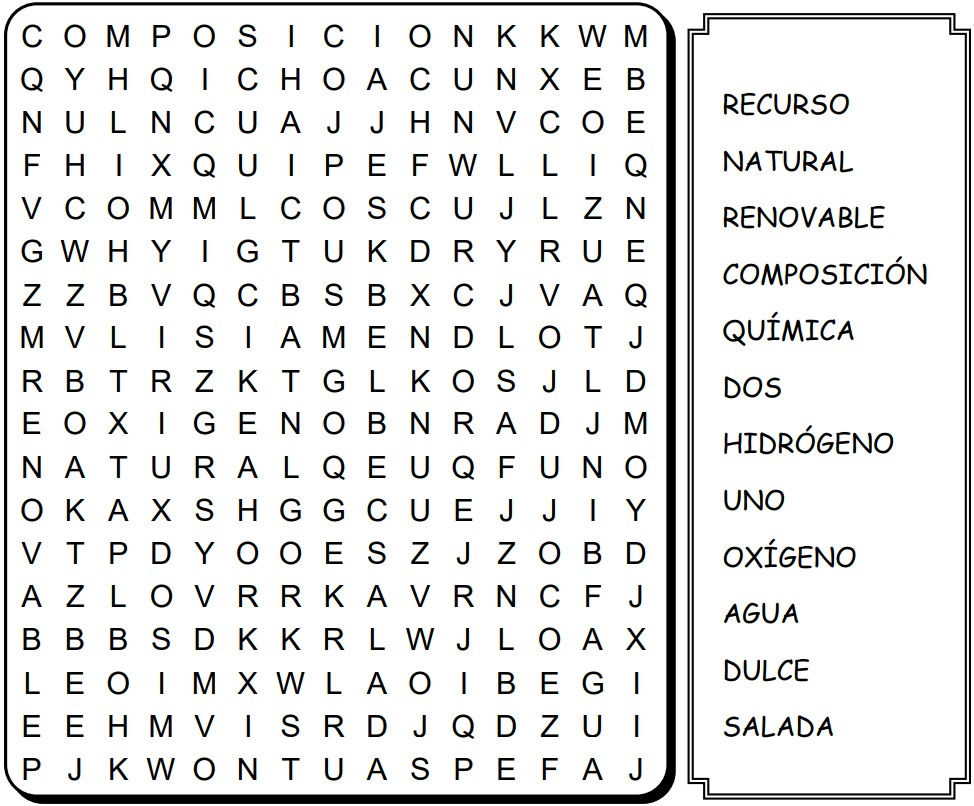 C O M P O S I C I O N K K W M
Q Y H Q I C H O A C U N X E B
N U L N C U A J J H N V C O E
F H I X Q U I P E F W L L I Q
V C O M M L C O S C U J L Z N
G W H Y I G T U K D R Y R U E
Z Z B V Q C B S B X C J V A Q
M V L I S I A M E N D L O T J
R B T R Z K T G L K O S J L D
E O X I G E N O B N R A D J M
N A T U R A L Q E U Q F U N O
O K A X S H G G C U E J J I Y
V T P D Y O O E S Z J Z O B D
A Z L O V R R K A V R N C F J
B B B S D K K R L W J L O A X
L E O I M X W L A O I B E G I
E E H M V I S R D J Q D Z U I
P J K W O N T U A S P E F A J
RECURSO
NATURAL
RENOVABLE
COMPOSICIÓN
QUÍMICA
DOS
HIDRÓGENO
UNO
OXÍGENO
AGUA
DULCE
SALADA